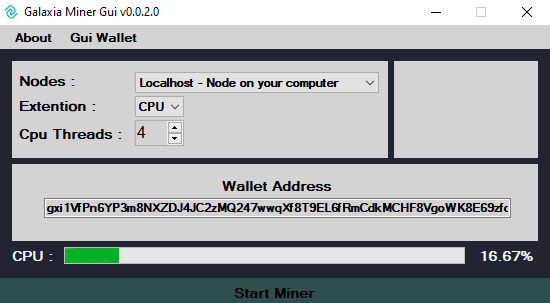 Galaxia Miner Gui v0.0.2.0
About Gui Wallet
Nodes : Localhost - Node on your computer
Extention : CPU
Cpu Threads : 4
Wallet Address
gxi1VfPn6YP3m8NXZDJ4JC2zMQ247wwqXf8T9EL6fRmCdkMCHF8VgoWK8E69zfc
CPU : 16.67%
Start Miner